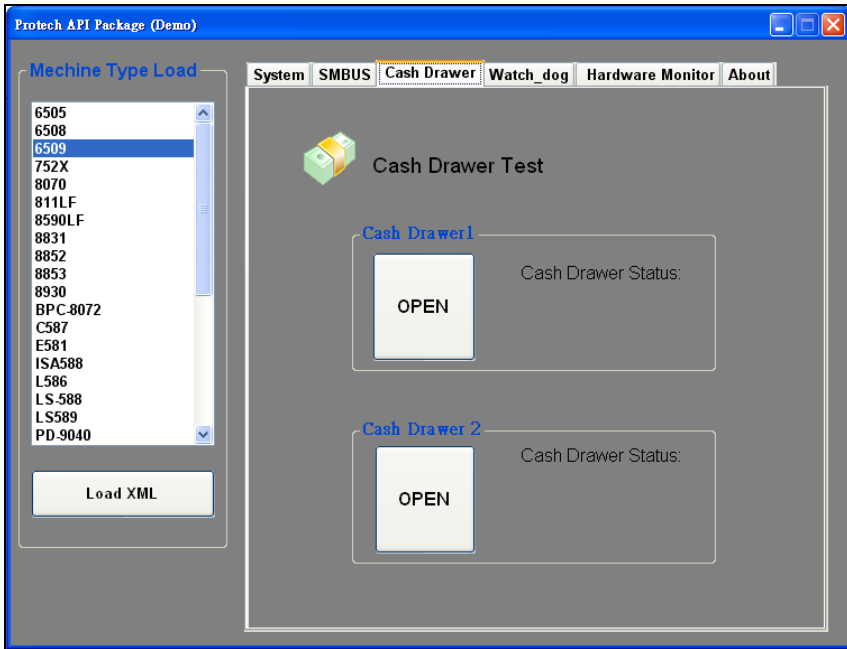 Protech API Package (Demo)
Mechine Type Load
6505
6508
6509
752X
8070
811LF
8590LF
8831
8852
8853
8930
BPC-8072
C587
E581
ISA588
L586
LS-588
LS589
PD-9040
Load XML
System SMBUS Cash Drawer Watch_dog Hardware Monitor About
Cash Drawer Test
Cash Drawer1
OPEN
Cash Drawer Status:
Cash Drawer 2
OPEN
Cash Drawer Status: